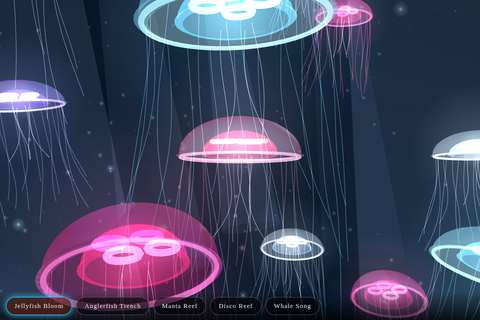 Jellyfish Bloom
Anglerfish Trench
Manta Reef
Disco Reef
Whale Song